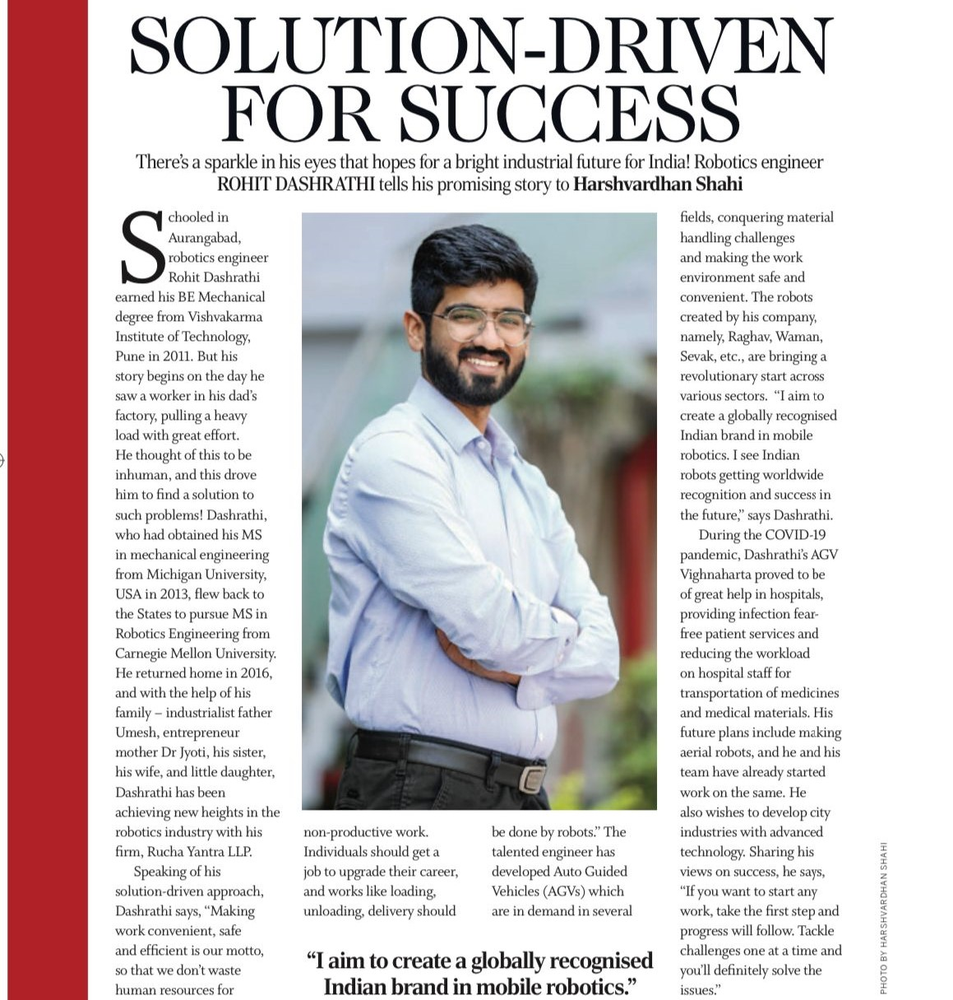 SOLUTION-DRIVEN
FOR SUCCESS
There's a sparkle in his eyes that hopes for a bright industrial future for India! Robotics engineer
ROHIT DASHRATHI tells his promising story to Harshvardhan Shahi
Schooled in
Aurangabad,
robotics engineer
Rohit Dashrathi
earned his BE Mechanical
degree from Vishvakarma
Institute of Technology,
Pune in 2011. But his
story begins on the day he
saw a worker in his dad's
factory, pulling a heavy
load with great effort.
He thought of this to be
inhuman, and this drove
him to find a solution to
such problems! Dashrathi,
who had obtained his MS
in mechanical engineering
from Michigan University,
USA in 2013, flew back to
the States to pursue MS in
Robotics Engineering from
Carnegie Mellon University.
He returned home in 2016,
and with the help of his
family – industrialist father
Umesh, entrepreneur
mother Dr Jyoti, his sister,
his wife, and little daughter,
Dashrathi has been
achieving new heights in the
robotics industry with his
firm, Rucha Yantra LLP.
Speaking of his
solution-driven approach,
Dashrathi says, “Making
work convenient, safe
and efficient is our motto,
so that we don't waste
human resources for
non-productive work.
Individuals should get a
job to upgrade their career,
and works like loading,
unloading, delivery should
be done by robots.” The
talented engineer has
developed Auto Guided
Vehicles (AGVs) which
are in demand in several
fields, conquering material
handling challenges
and making the work
environment safe and
convenient. The robots
created by his company,
namely, Raghav, Waman,
Sevak, etc., are bringing a
revolutionary start across
various sectors. “I aim to
create a globally recognised
Indian brand in mobile
robotics. I see Indian
robots getting worldwide
recognition and success in
the future,” says Dashrathi.
During the COVID-19
pandemic, Dashrathi's AGV
Vighnaharta proved to be
of great help in hospitals,
providing infection fear-
free patient services and
reducing the workload
on hospital staff for
transportation of medicines
and medical materials. His
future plans include making
aerial robots, and he and his
team have already started
work on the same. He
also wishes to develop city
industries with advanced
technology. Sharing his
views on success, he says,
“If you want to start any
work, take the first step and
progress will follow. Tackle
challenges one at a time and
you'll definitely solve the
issues.”
“I aim to create a globally recognised
Indian brand in mobile robotics.”
PHOTO BY HARSHVARDHAN SHAHI